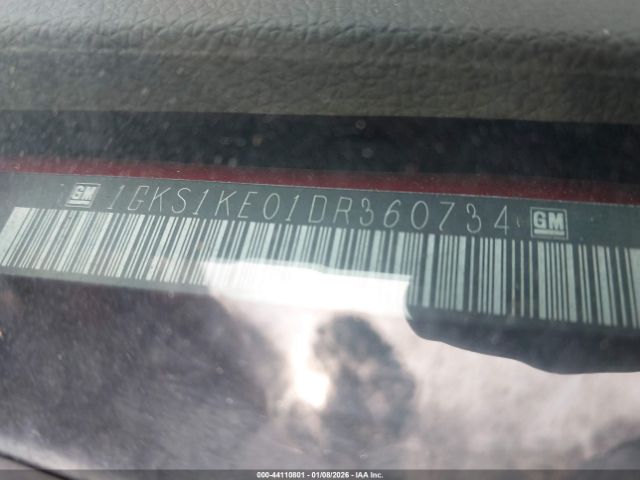 GM 1GKS1KE01DR360734 GM
000-44110801 - 01/08/2026 - IAA Inc.